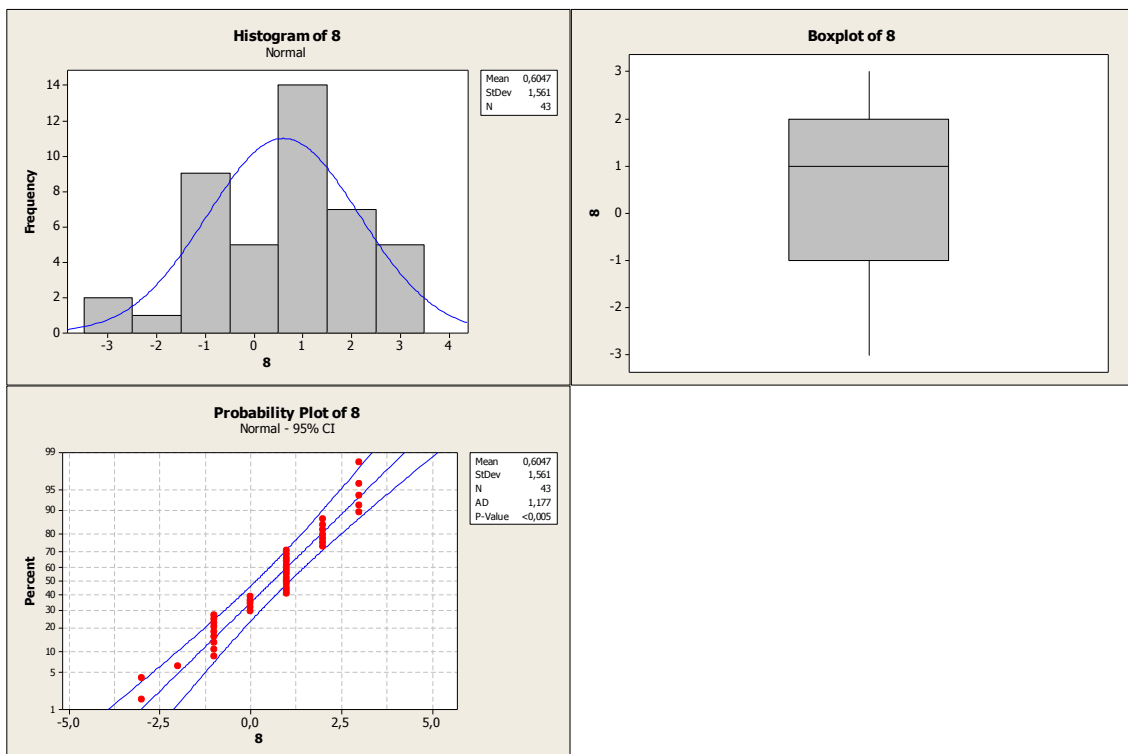 Histogram of 8
Normal
Mean 0,6047
StDev 1,561
N 43
Frequency
14
12
10
8
6
4
2
0
-3 -2 -1 0 1 2 3 4
8
Boxplot of 8
8
3
2
1
0
-1
-2
-3
Probability Plot of 8
Normal - 95% CI
Mean 0,6047
StDev 1,561
N 43
AD 1,177
P-Value <0,005
Percent
99
95
90
80
70
60
50
40
30
20
10
5
1
-5,0 -2,5 0,0 2,5 5,0
8